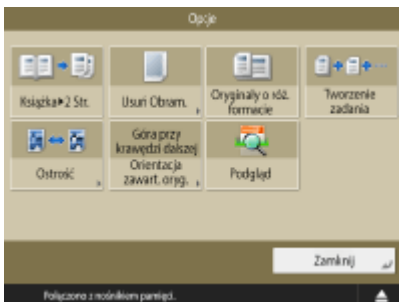 Opcje
Książka▶2 Str.
Usuń Obram.
Oryginały o róż.
formacie
Tworzenie
zadania
Ostrość
Góra przy
krawędzi dalszej
Orientacja
zawart. oryg.
Podgląd
Zamknij
Połączono z nośnikiem pamięci.